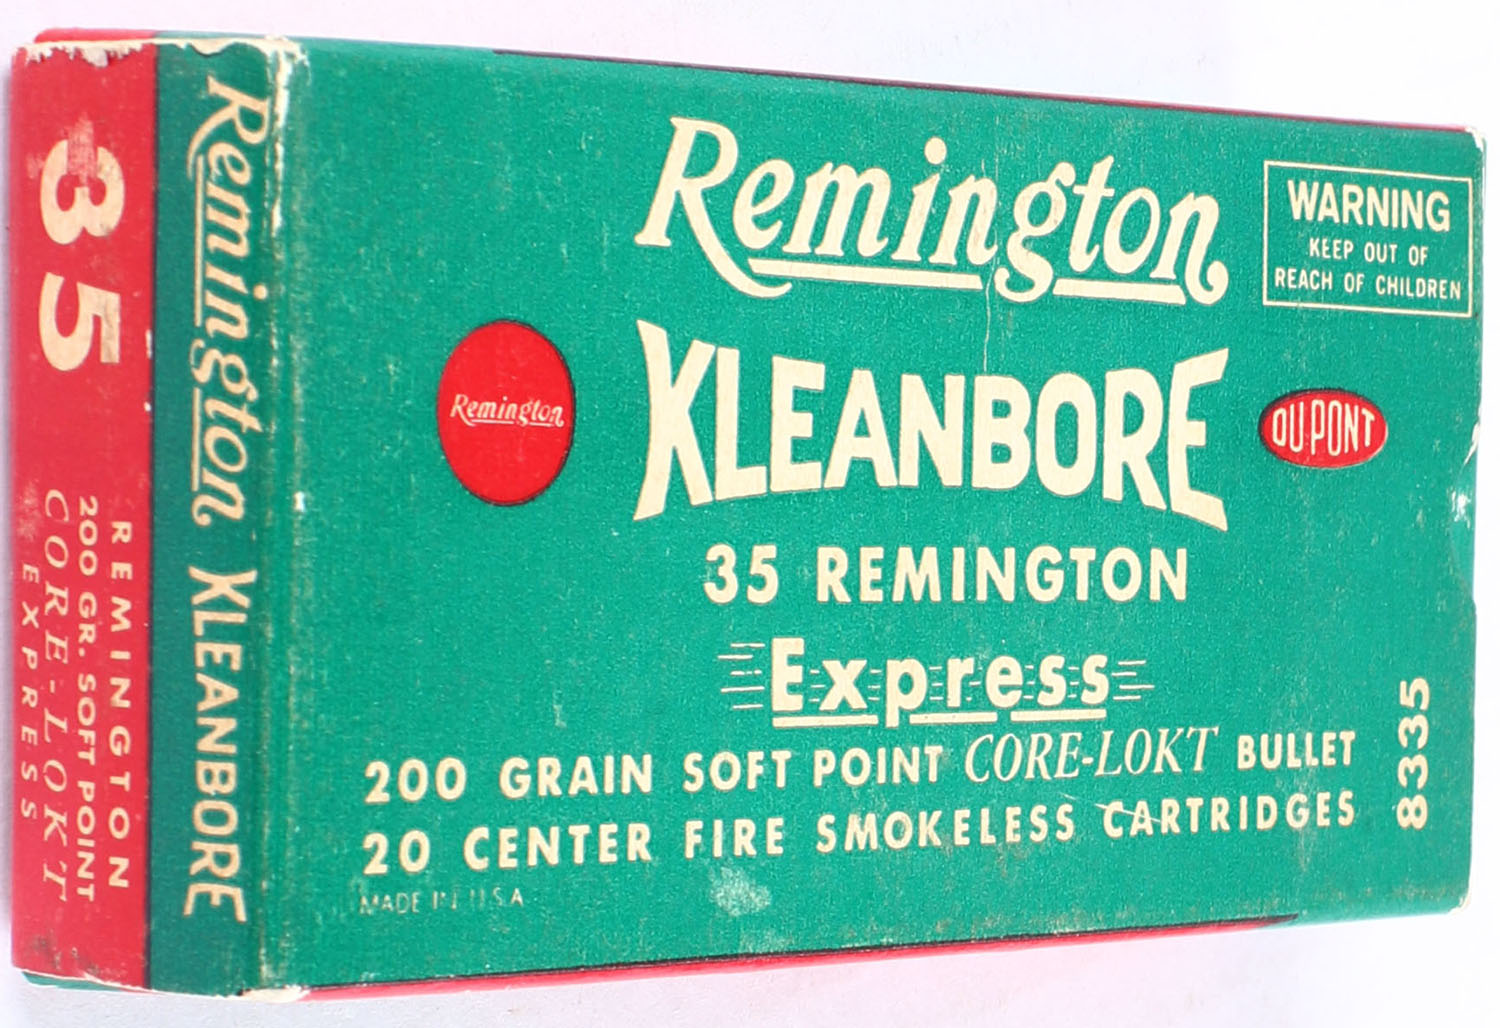 Remington
WARNING
KEEP OUT OF
REACH OF CHILDREN
Remington
KLEANBORE
DU PONT
35 REMINGTON
Express
200 GRAIN SOFT POINT CORE-LOKT BULLET
20 CENTER FIRE SMOKELESS CARTRIDGES
MADE IN U.S.A
8335
Remington KLEANBORE
35
REMINGTON
200 GR. SOFT POINT
CORE-LOKT
EXPRESS